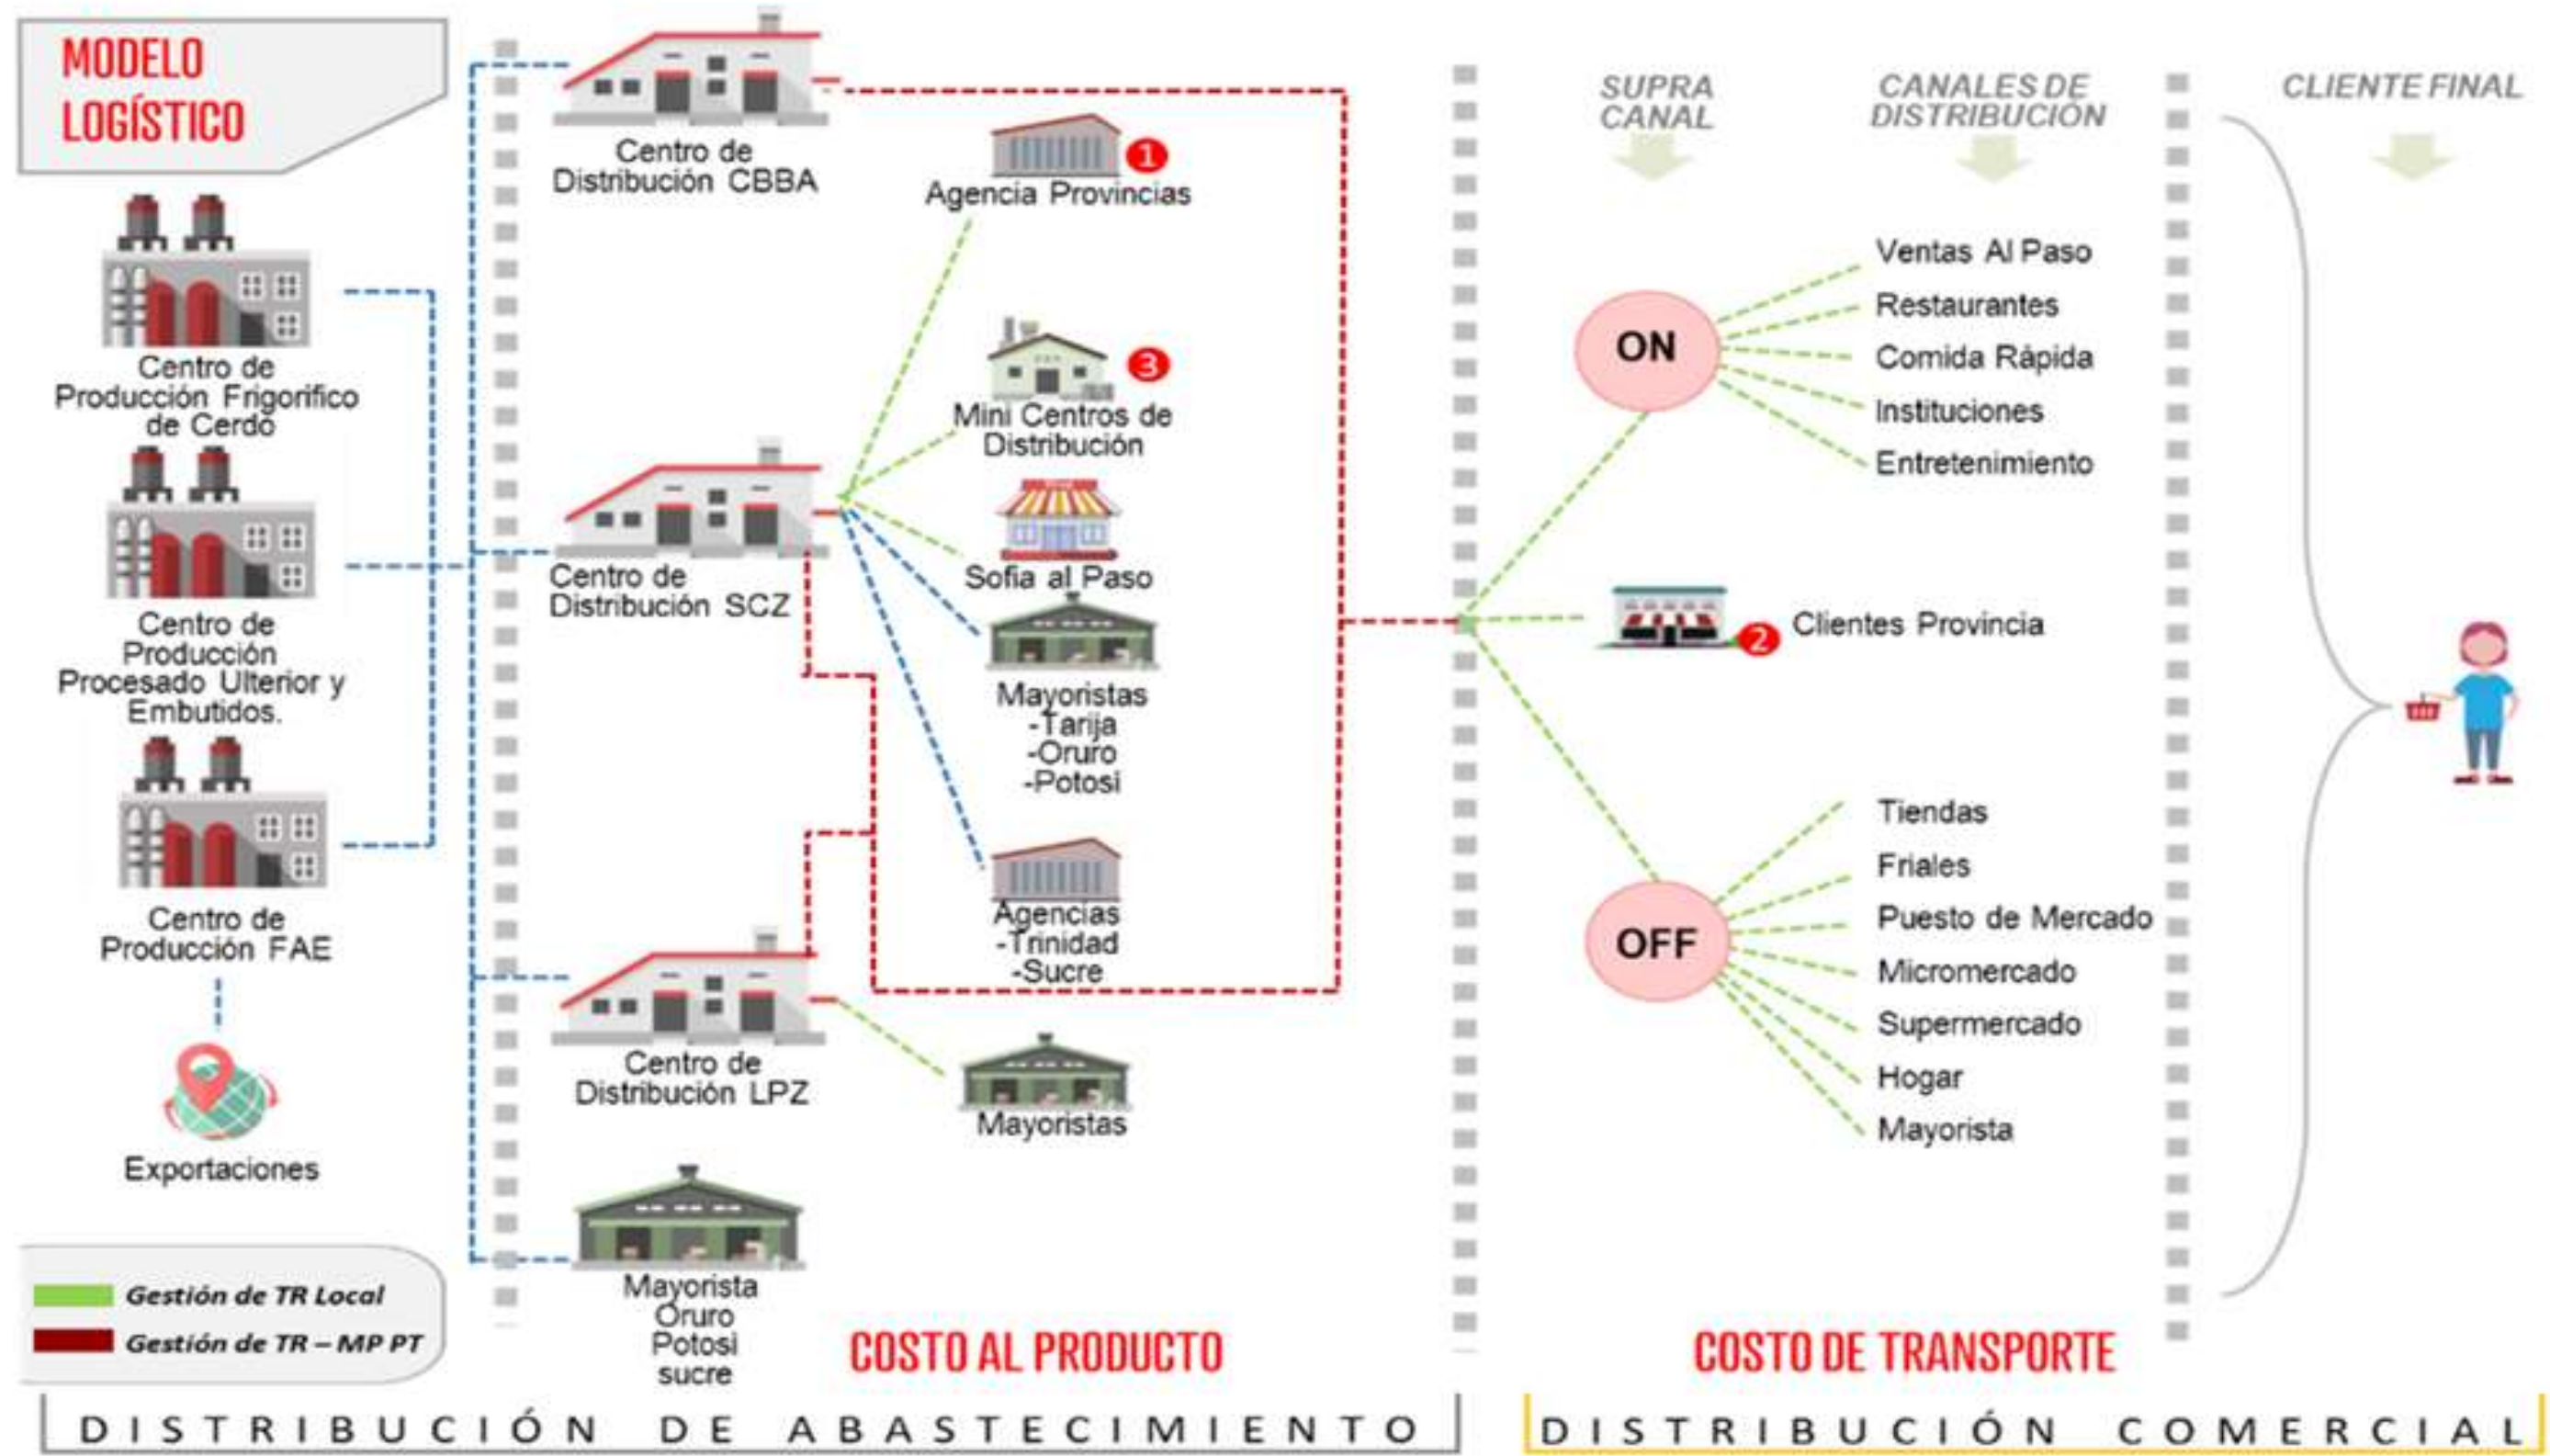 MODELO
LOGÍSTICO
Centro de
Producción Frigorifico
de Cerdo
Centro de
Producción
Procesado Ulterior y
Embutidos.
Centro de
Producción FAE
Exportaciones
Gestión de TR Local
Gestión de TR – MP PT
Centro de
Distribución CBBA
Centro de
Distribución SCZ
Centro de
Distribución LPZ
Mayorista
Oruro
Potosi
sucre
1
Agencia Provincias
3
Mini Centros de
Distribución
Sofia al Paso
Mayoristas
-Tarija
-Oruro
-Potosi
Agencias
-Trinidad
-Sucre
Mayoristas
COSTO AL PRODUCTO
SUPRA
CANAL
CANALES DE
DISTRIBUCIÓN
CLIENTE FINAL
ON
Ventas Al Paso
Restaurantes
Comida Rápida
Instituciones
Entretenimiento
2
Clientes Provincia
OFF
Tiendas
Friales
Puesto de Mercado
Micromercado
Supermercado
Hogar
Mayorista
COSTO DE TRANSPORTE
DISTRIBUCIÓN DE ABASTECIMIENTO
DISTRIBUCIÓN COMERCIAL